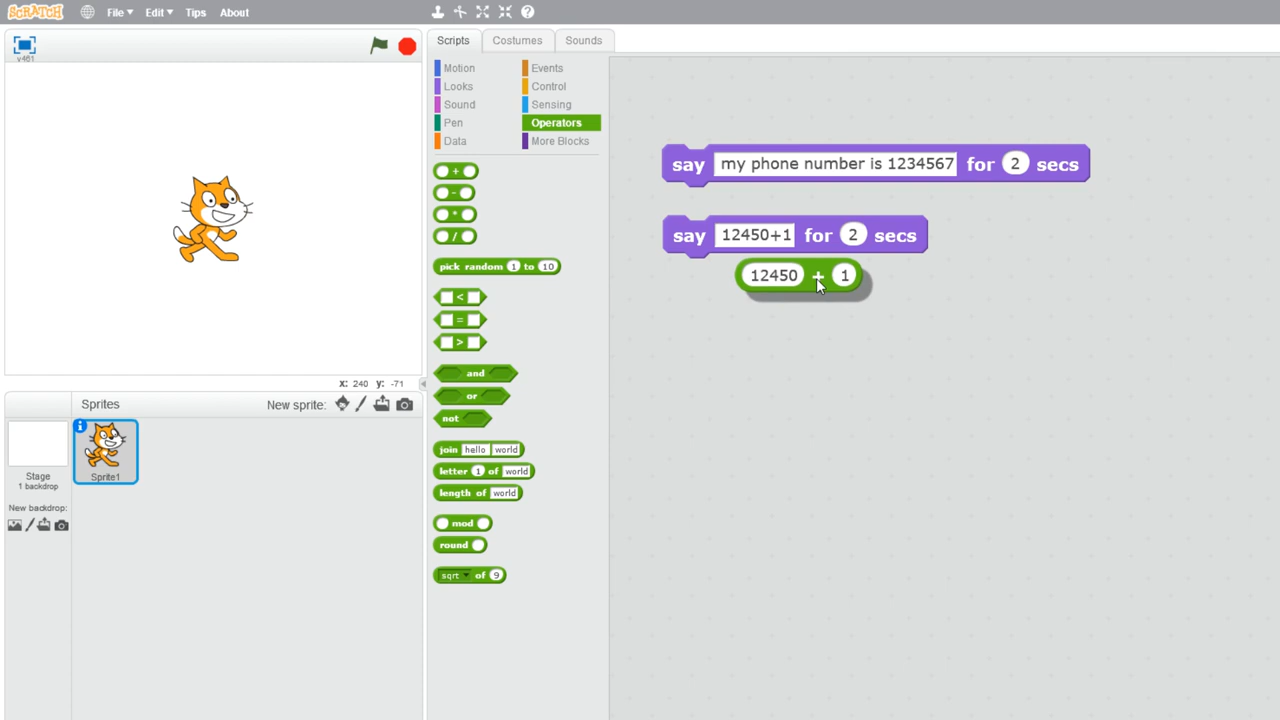 SCRATCH File Edit Tips About
v461
Scripts Costumes Sounds
Motion Events
Looks Control
Sound Sensing
Pen Operators
Data More Blocks
+
-
*
/
pick random 1 to 10
<
=
>
and
or
not
join hello world
letter 1 of world
length of world
mod
round
sqrt of 9
say my phone number is 1234567 for 2 secs
say 12450+1 for 2 secs
12450 + 1
x: 240 y: -71
Sprites New sprite:
Sprite1
Stage
1 backdrop
New backdrop: